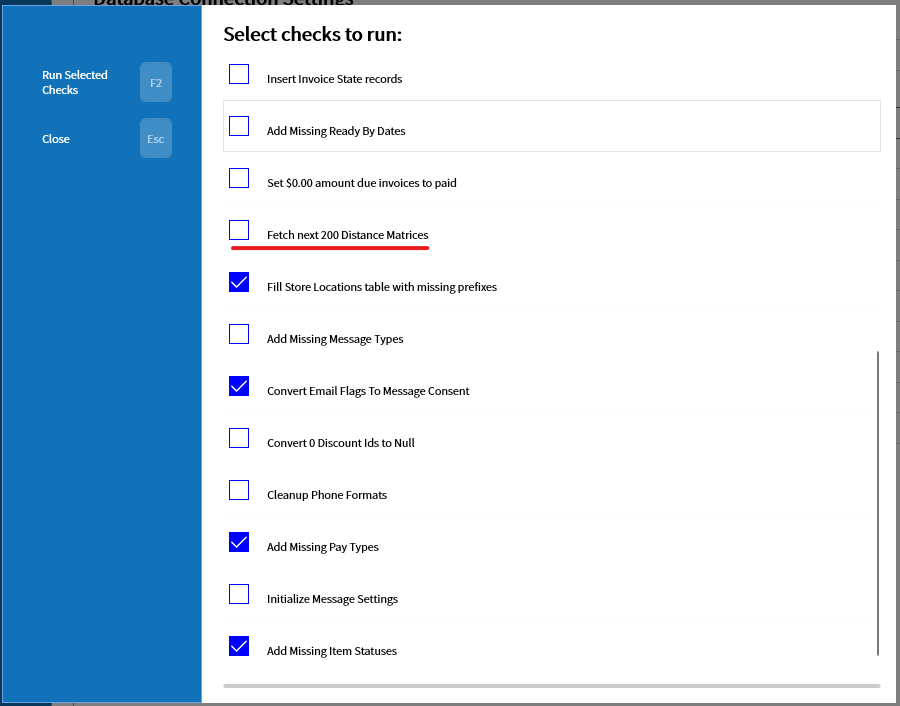 Database Connection Settings
Select checks to run:
Run Selected
Checks
F2
Close
Esc
Insert Invoice State records
Add Missing Ready By Dates
Set $0.00 amount due invoices to paid
Fetch next 200 Distance Matrices
Fill Store Locations table with missing prefixes
Add Missing Message Types
Convert Email Flags To Message Consent
Convert 0 Discount Ids to Null
Cleanup Phone Formats
Add Missing Pay Types
Initialize Message Settings
Add Missing Item Statuses